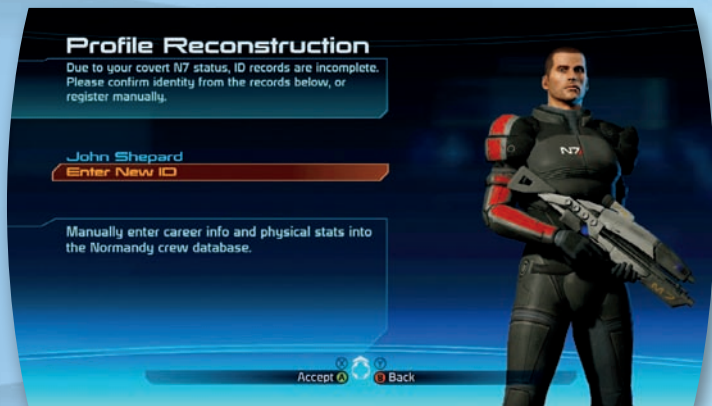 Profile Reconstruction
Due to your covert N7 status, ID records are incomplete.
Please confirm identity from the records below, or
register manually.
John Shepard
Enter New ID
Manually enter career info and physical stats into
the Normandy crew database.
N7
M7
X Y
Accept A B Back